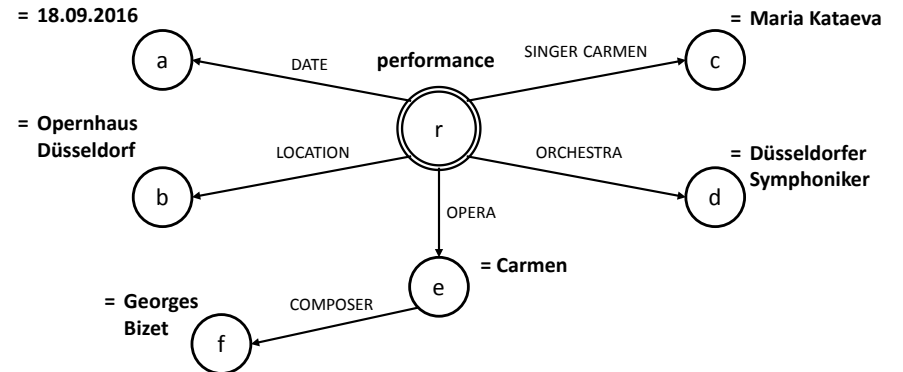 = 18.09.2016
= Maria Kataeva
a
DATE
performance
SINGER CARMEN
c
= Opernhaus
Düsseldorf
r
LOCATION
ORCHESTRA
= Düsseldorfer
Symphoniker
b
d
OPERA
= Carmen
e
= Georges
Bizet
COMPOSER
f